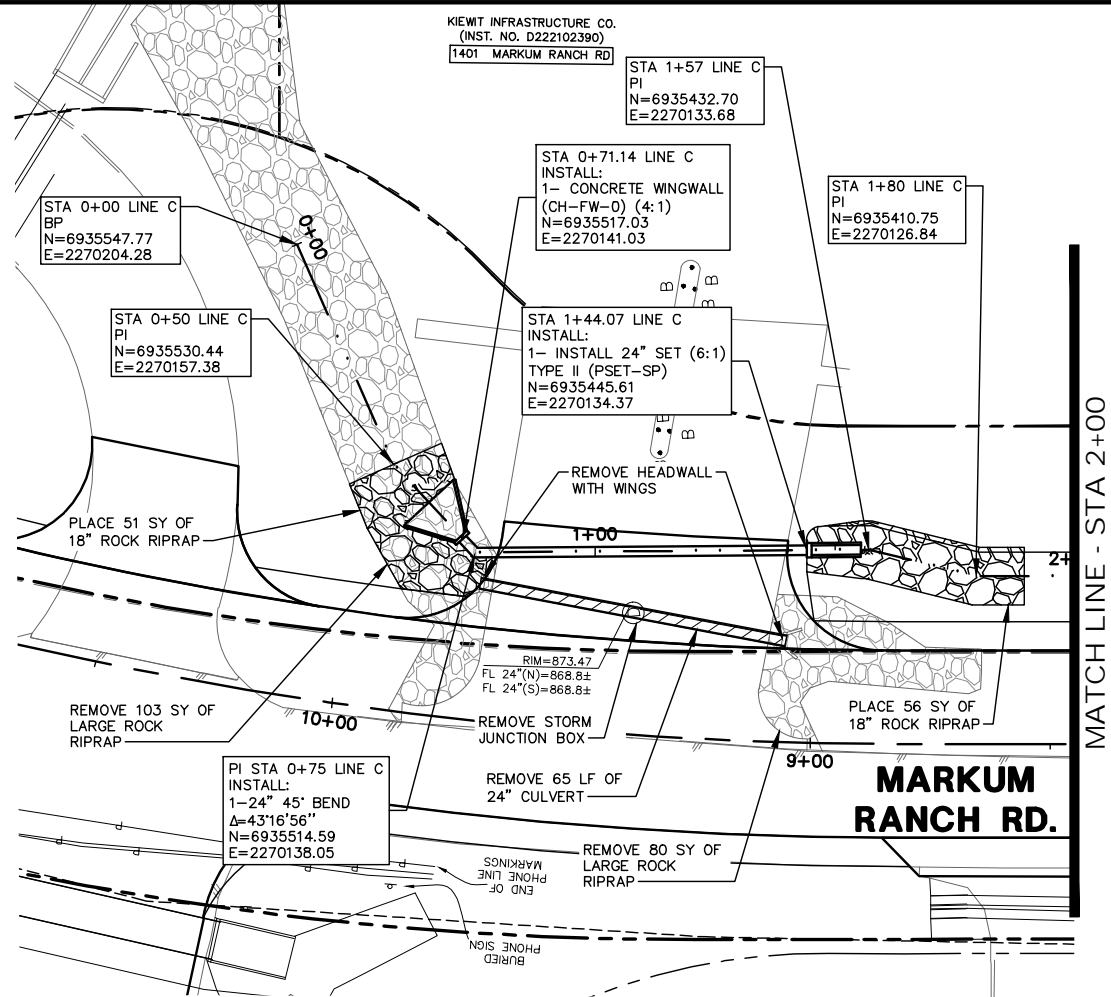 KIEWIT INFRASTRUCTURE CO.
(INST. NO. D222102390)
1401 MARKUM RANCH RD
STA 1+57 LINE C
PI
N=6935432.70
E=2270133.68
STA 0+71.14 LINE C
INSTALL:
1- CONCRETE WINGWALL
(CH-FW-0) (4:1)
N=6935517.03
E=2270141.03
STA 1+80 LINE C
PI
N=6935410.75
E=2270126.84
STA 0+00 LINE C
BP
N=6935547.77
E=2270204.28
0+00
STA 0+50 LINE C
PI
N=6935530.44
E=2270157.38
STA 1+44.07 LINE C
INSTALL:
1- INSTALL 24" SET (6:1)
TYPE II (PSET-SP)
N=6935445.61
E=2270134.37
B
B
B
B
REMOVE HEADWALL
WITH WINGS
PLACE 51 SY OF
18" ROCK RIPRAP
1+00
2+
MATCH LINE - STA 2+00
RIM=873.47
FL 24"(N)=868.8±
FL 24"(S)=868.8±
REMOVE 103 SY OF
LARGE ROCK
RIPRAP
10+00
REMOVE STORM
JUNCTION BOX
PLACE 56 SY OF
18" ROCK RIPRAP
9+00
PI STA 0+75 LINE C
INSTALL:
1-24" 45° BEND
Δ=43°16'56''
N=6935514.59
E=2270138.05
REMOVE 65 LF OF
24" CULVERT
MARKUM
RANCH RD.
REMOVE 80 SY OF
LARGE ROCK
RIPRAP
P
P
P
P
P
END OF
PHONE LINE
MARKINGS
BURIED
PHONE SIGN